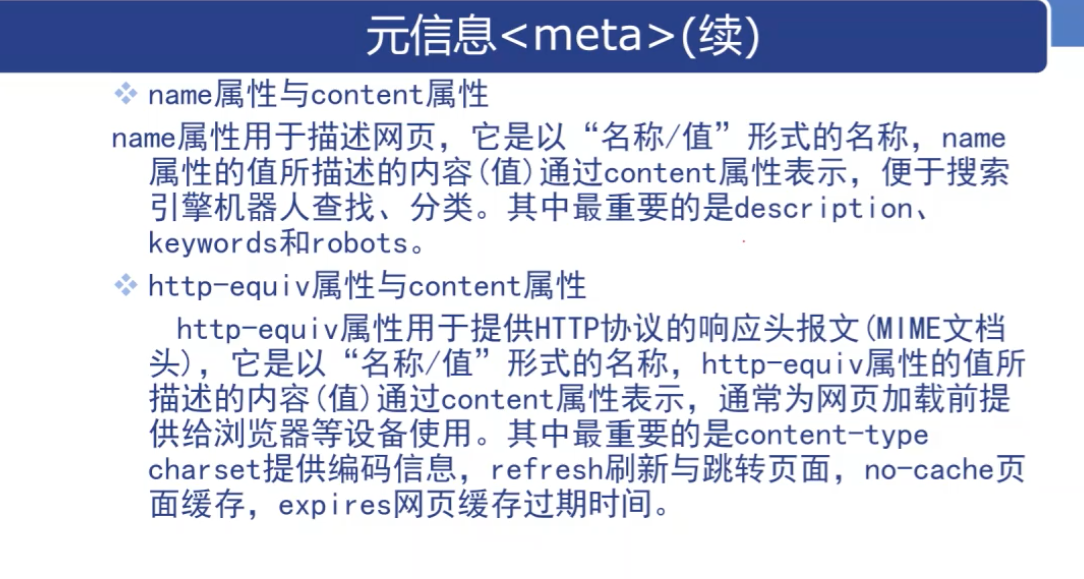 元信息<meta>(续)
name属性与content属性
name属性用于描述网页，它是以“名称/值”形式的名称，name
属性的值所描述的内容(值)通过content属性表示，便于搜索
引擎机器人查找、分类。其中最重要的是description、
keywords和robots。
http-equiv属性与content属性
http-equiv属性用于提供HTTP协议的响应头报文(MIME文档
头)，它是以“名称/值”形式的名称，http-equiv属性的值所
描述的内容(值)通过content属性表示，通常为网页加载前提
供给浏览器等设备使用。其中最重要的是content-type
charset提供编码信息，refresh刷新与跳转页面，no-cache页
面缓存，expires网页缓存过期时间。